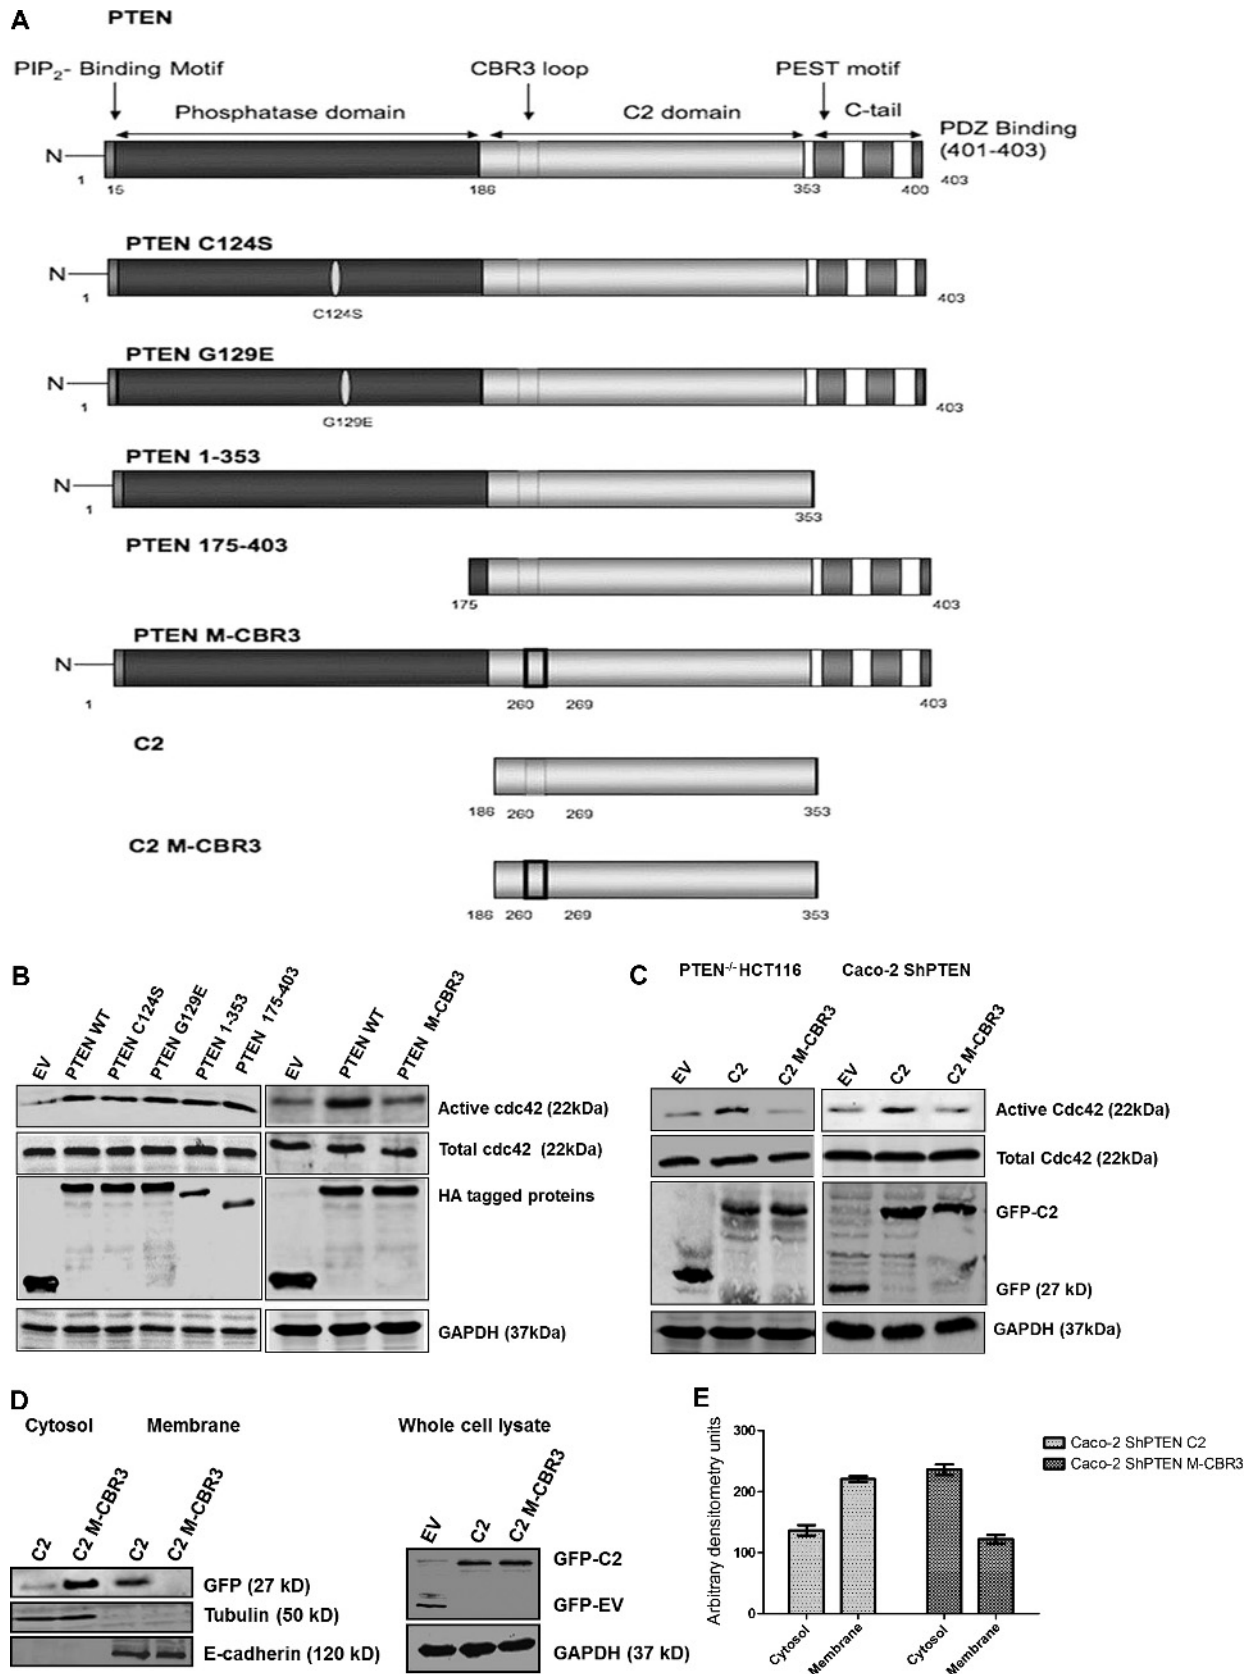 A
PTEN
PIP2- Binding Motif CBR3 loop PEST motif
Phosphatase domain C2 domain C-tail
PDZ Binding
(401-403)
N
1 15 186 353 400 403
PTEN C124S
N
1 C124S 403
PTEN G129E
N
1 G129E 403
PTEN 1-353
N
1 353
PTEN 175-403
175 403
PTEN M-CBR3
N
1 260 269 403
C2
186 260 269 353
C2 M-CBR3
186 260 269 353
B
EV PTEN WT PTEN C124S PTEN G129E PTEN 1-353 PTEN 175-403 EV PTEN WT PTEN M-CBR3
Active cdc42 (22kDa)
Total cdc42 (22kDa)
HA tagged proteins
GAPDH (37kDa)
C
PTEN-/- HCT116 Caco-2 ShPTEN
EV C2 C2 M-CBR3 EV C2 C2 M-CBR3
Active Cdc42 (22kDa)
Total Cdc42 (22kDa)
GFP-C2
GFP (27 kD)
GAPDH (37kDa)
D
Cytosol Membrane Whole cell lysate
C2 C2 M-CBR3 C2 C2 M-CBR3
GFP (27 kD)
Tubulin (50 kD)
E-cadherin (120 kD)
EV C2 C2 M-CBR3
GFP-C2
GFP-EV
GAPDH (37 kD)
E
Arbitrary densitometry units
300
200
100
0
Cytosol Membrane Cytosol Membrane
Caco-2 ShPTEN C2
Caco-2 ShPTEN M-CBR3